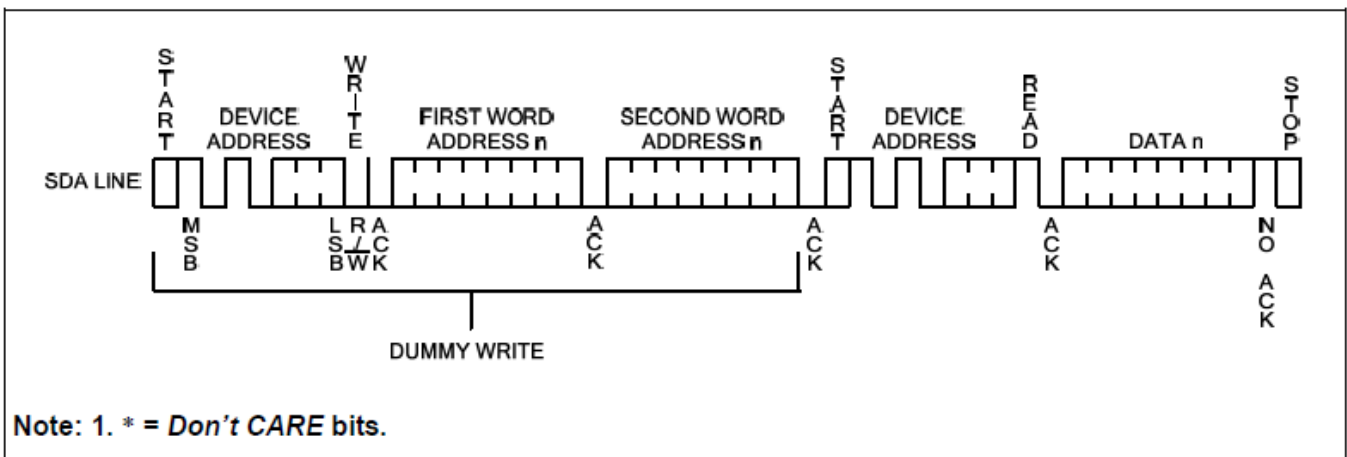 START
WRITE
START
READ
STOP
DEVICE
ADDRESS
FIRST WORD
ADDRESS n
SECOND WORD
ADDRESS n
DEVICE
ADDRESS
DATA n
SDA LINE
MSB
LSB
R/W
ACK
ACK
ACK
ACK
NO ACK
DUMMY WRITE
Note: 1. * = Don't CARE bits.